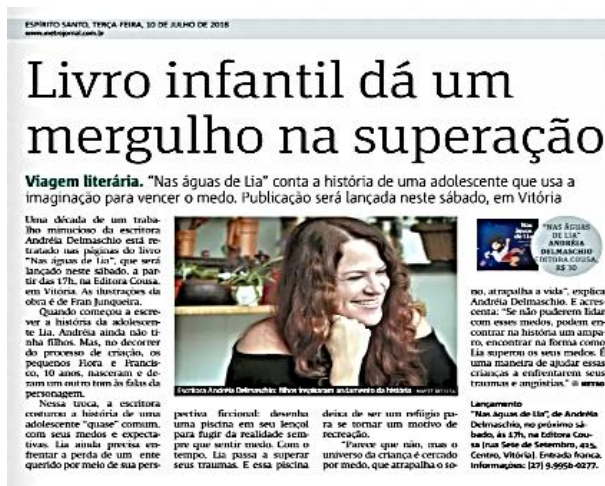 ESPÍRITO SANTO, TERÇA-FEIRA, 10 DE JULHO DE 2018
www.metrojornal.com.br
Livro infantil dá um
mergulho na superação
Viagem literária. "Nas águas de Lia" conta a história de uma adolescente que usa a
imaginação para vencer o medo. Publicação será lançada neste sábado, em Vitória
Uma década de um traba-
lho minucioso da escritora
Andréia Delmaschio está re-
tratado nas páginas do livro
"Nas águas de Lia", que será
lançado neste sábado, a par-
tir das 17h, na Editora Cousa,
em Vitória. As ilustrações da
obra é de Fran Junqueira.
Quando começou a escre-
ver a história da adolescen-
te Lia, Andréia ainda não ti-
nha filhos. Mas, no decorrer
do processo de criação, os
pequenos Flora e Francis-
co, 10 anos, nasceram e de-
ram um outro tom às falas da
personagem.
Nessa troca, a escritora
costurou a história de uma
adolescente "quase" comum,
com seus medos e expecta-
tivas. Lia ainda precisa en-
frentar a perda de um ente
querido por meio de sua pers-
Escritora Andréia Delmaschio: filhos inspiraram andamento da história
pectiva ficcional: desenha
uma piscina em seu lençol
para fugir da realidade sem-
pre que sentir medo. Com o
tempo, Lia passa a superar
seus traumas. E essa piscina
deixa de ser um refúgio pa-
ra se tornar um motivo de
recreação.
"Parece que não, mas o
universo da criança é cercado
por medo, que atrapalha o so-
Nas
águas
de Lia
"NAS ÁGUAS
DE LIA"
ANDRÉIA
DELMASCHIO
EDITORA COUSA,
R$ 30
no, atrapalha a vida", explica
Andréia Delmaschio. E acres-
centa: "Se não puderem lidar
com esses medos, podem en-
contrar na história um ampa-
ro, encontrar na forma como
Lia superou os seus medos. É
uma maneira de ajudar essas
crianças a enfrentarem seus
traumas e angústias." METRO
Lançamento
"Nas águas de Lia", de Andréia
Delmaschio, no próximo sá-
bado, às 17h, na Editora Cou-
sa (rua Sete de Setembro, 415,
Centro, Vitória). Entrada franca.
Informações: (27) 9.9956-0277.